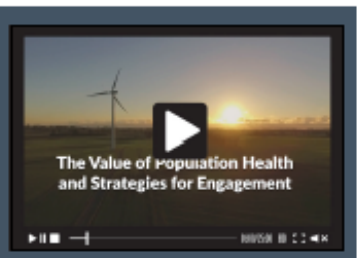 The Value of Population Health
and Strategies for Engagement